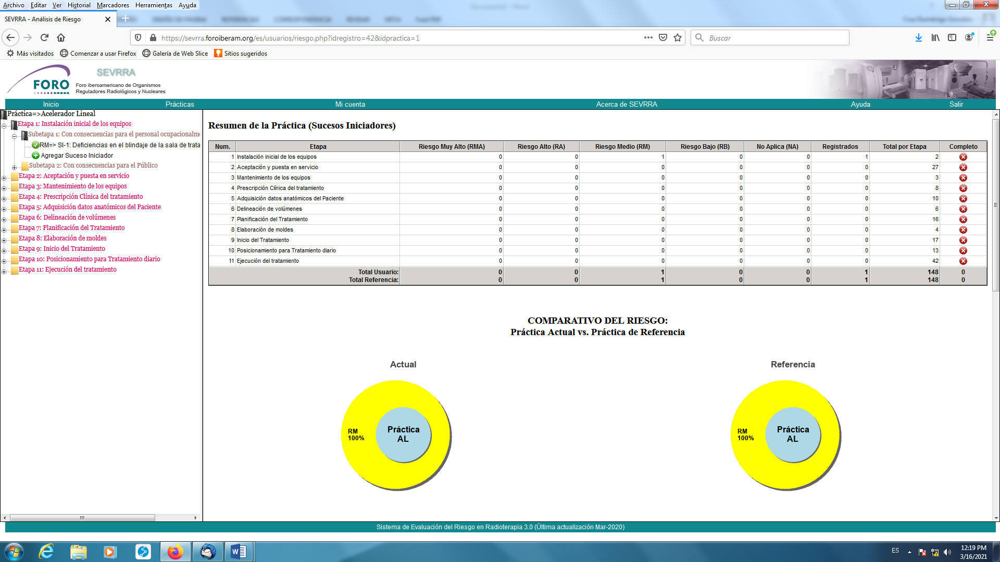 Archivo Editar Ver Historial Marcadores Herramientas Ayuda
SEVRRA - Análisis de Riesgo
https://sevrra.foroiberam.org/es/usuarios/riesgo.php?idregistro=42&idpractica=1
Buscar
Más visitados Comenzar a usar Firefox Galería de Web Slice Sitios sugeridos
FORO
SEVRRA
Foro iberoamericano de Organismos
Reguladores Radiológicos y Nucleares
Inicio Prácticas Mi cuenta Acerca de SEVRRA Ayuda Salir
Práctica=>Acelerador Lineal
Etapa 1: Instalación inicial de los equipos
Subetapa 1: Con consecuencias para el personal ocupacionalm
RM=> SI-1: Deficiencias en el blindaje de la sala de trata
Agregar Suceso Iniciador
Subetapa 2: Con consecuencias para el Público
Etapa 2: Aceptación y puesta en servicio
Etapa 3: Mantenimiento de los equipos
Etapa 4: Prescripción Clínica del tratamiento
Etapa 5: Adquisición datos anatómicos del Paciente
Etapa 6: Delineación de volúmenes
Etapa 7: Planificación del Tratamiento
Etapa 8: Elaboración de moldes
Etapa 9: Inicio del Tratamiento
Etapa 10: Posicionamiento para Tratamiento diario
Etapa 11: Ejecución del tratamiento
Resumen de la Práctica (Sucesos Iniciadores)
Num. Etapa Riesgo Muy Alto (RMA) Riesgo Alto (RA) Riesgo Medio (RM) Riesgo Bajo (RB) No Aplica (NA) Registrados Total por Etapa Completo
1 Instalación inicial de los equipos 0 0 1 0 0 1 2
2 Aceptación y puesta en servicio 0 0 0 0 0 0 27
3 Mantenimiento de los equipos 0 0 0 0 0 0 3
4 Prescripción Clínica del tratamiento 0 0 0 0 0 0 8
5 Adquisición datos anatómicos del Paciente 0 0 0 0 0 0 10
6 Delineación de volúmenes 0 0 0 0 0 0 6
7 Planificación del Tratamiento 0 0 0 0 0 0 16
8 Elaboración de moldes 0 0 0 0 0 0 4
9 Inicio del Tratamiento 0 0 0 0 0 0 17
10 Posicionamiento para Tratamiento diario 0 0 0 0 0 0 13
11 Ejecución del tratamiento 0 0 0 0 0 0 42
Total Usuario: 0 0 1 0 0 1 148 0
Total Referencia: 0 0 1 0 0 1 148 0
COMPARATIVO DEL RIESGO:
Práctica Actual vs. Práctica de Referencia
Actual
RM
100%
Práctica
AL
Referencia
RM
100%
Práctica
AL
Sistema de Evaluación del Riesgo en Radioterapia 3.0 (Última actualización Mar-2020)
ES
12:19 PM
3/16/2021